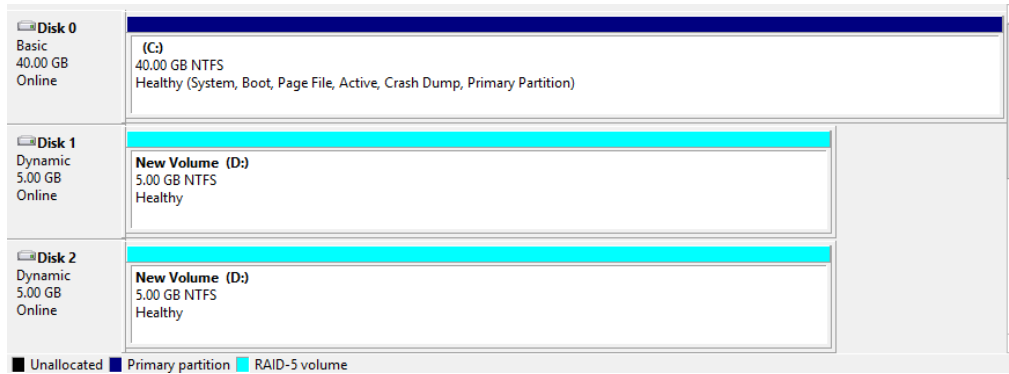 Disk 0
Basic
40.00 GB
Online
(C:)
40.00 GB NTFS
Healthy (System, Boot, Page File, Active, Crash Dump, Primary Partition)
Disk 1
Dynamic
5.00 GB
Online
New Volume (D:)
5.00 GB NTFS
Healthy
Disk 2
Dynamic
5.00 GB
Online
New Volume (D:)
5.00 GB NTFS
Healthy
Unallocated Primary partition RAID-5 volume